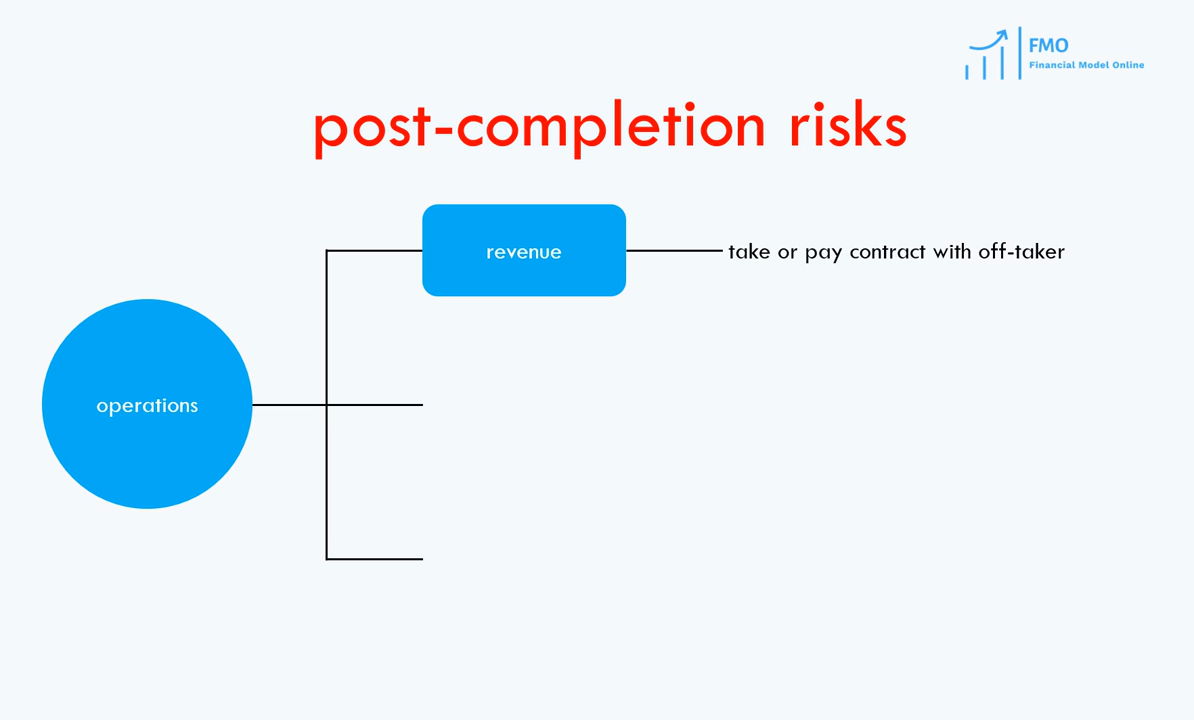 FMO
Financial Model Online
post-completion risks
revenue
take or pay contract with off-taker
operations